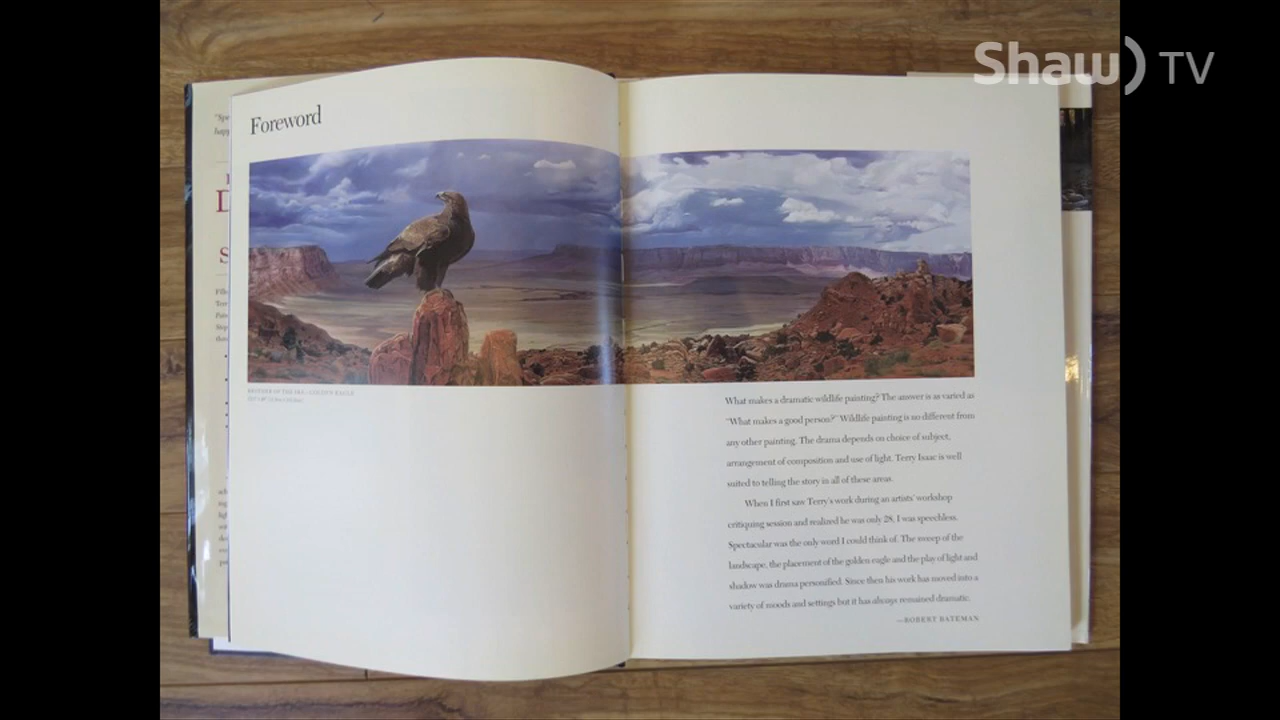 Shaw) TV
Foreword
BROTHER OF THE SKY—GOLDEN EAGLE
What makes a dramatic wildlife painting? The answer is as varied as
"What makes a good person?" Wildlife painting is no different from
any other painting. The drama depends on choice of subject,
arrangement of composition and use of light. Terry Isaac is well
suited to telling the story in all of these areas.
When I first saw Terry's work during an artists' workshop
critiquing session and realized he was only 28, I was speechless.
Spectacular was the only word I could think of. The sweep of the
landscape, the placement of the golden eagle and the play of light and
shadow was drama personified. Since then his work has moved into a
variety of moods and settings but it has always remained dramatic.
—ROBERT BATEMAN